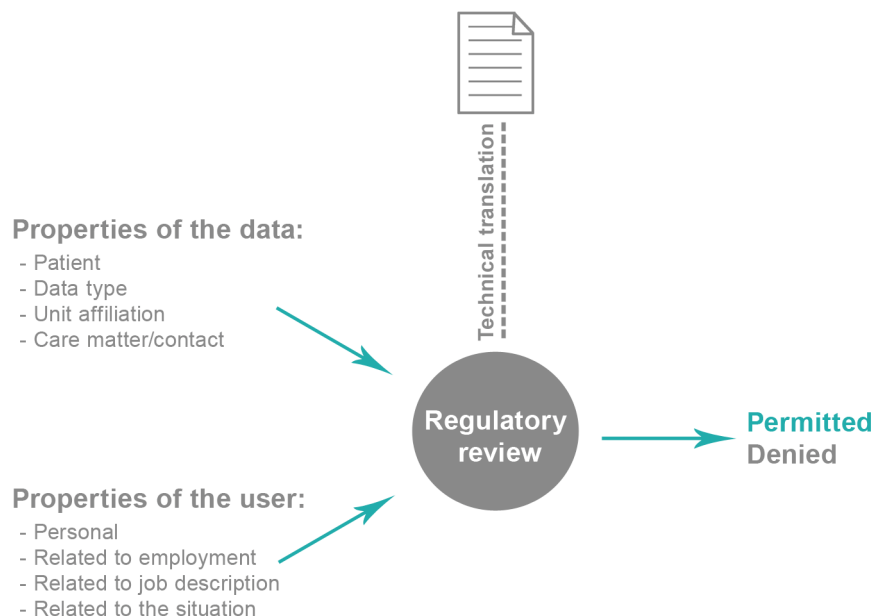 Technical translation
Properties of the data:
- Patient
- Data type
- Unit affiliation
- Care matter/contact
Regulatory
review
Permitted
Denied
Properties of the user:
- Personal
- Related to employment
- Related to job description
- Related to the situation